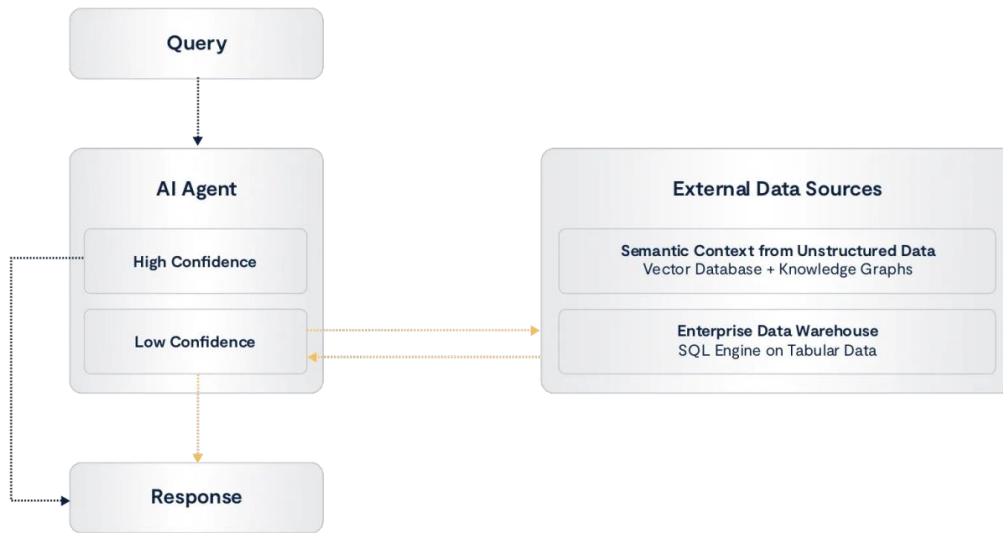 Query
AI Agent
High Confidence
Low Confidence
Response
External Data Sources
Semantic Context from Unstructured Data
Vector Database + Knowledge Graphs
Enterprise Data Warehouse
SQL Engine on Tabular Data